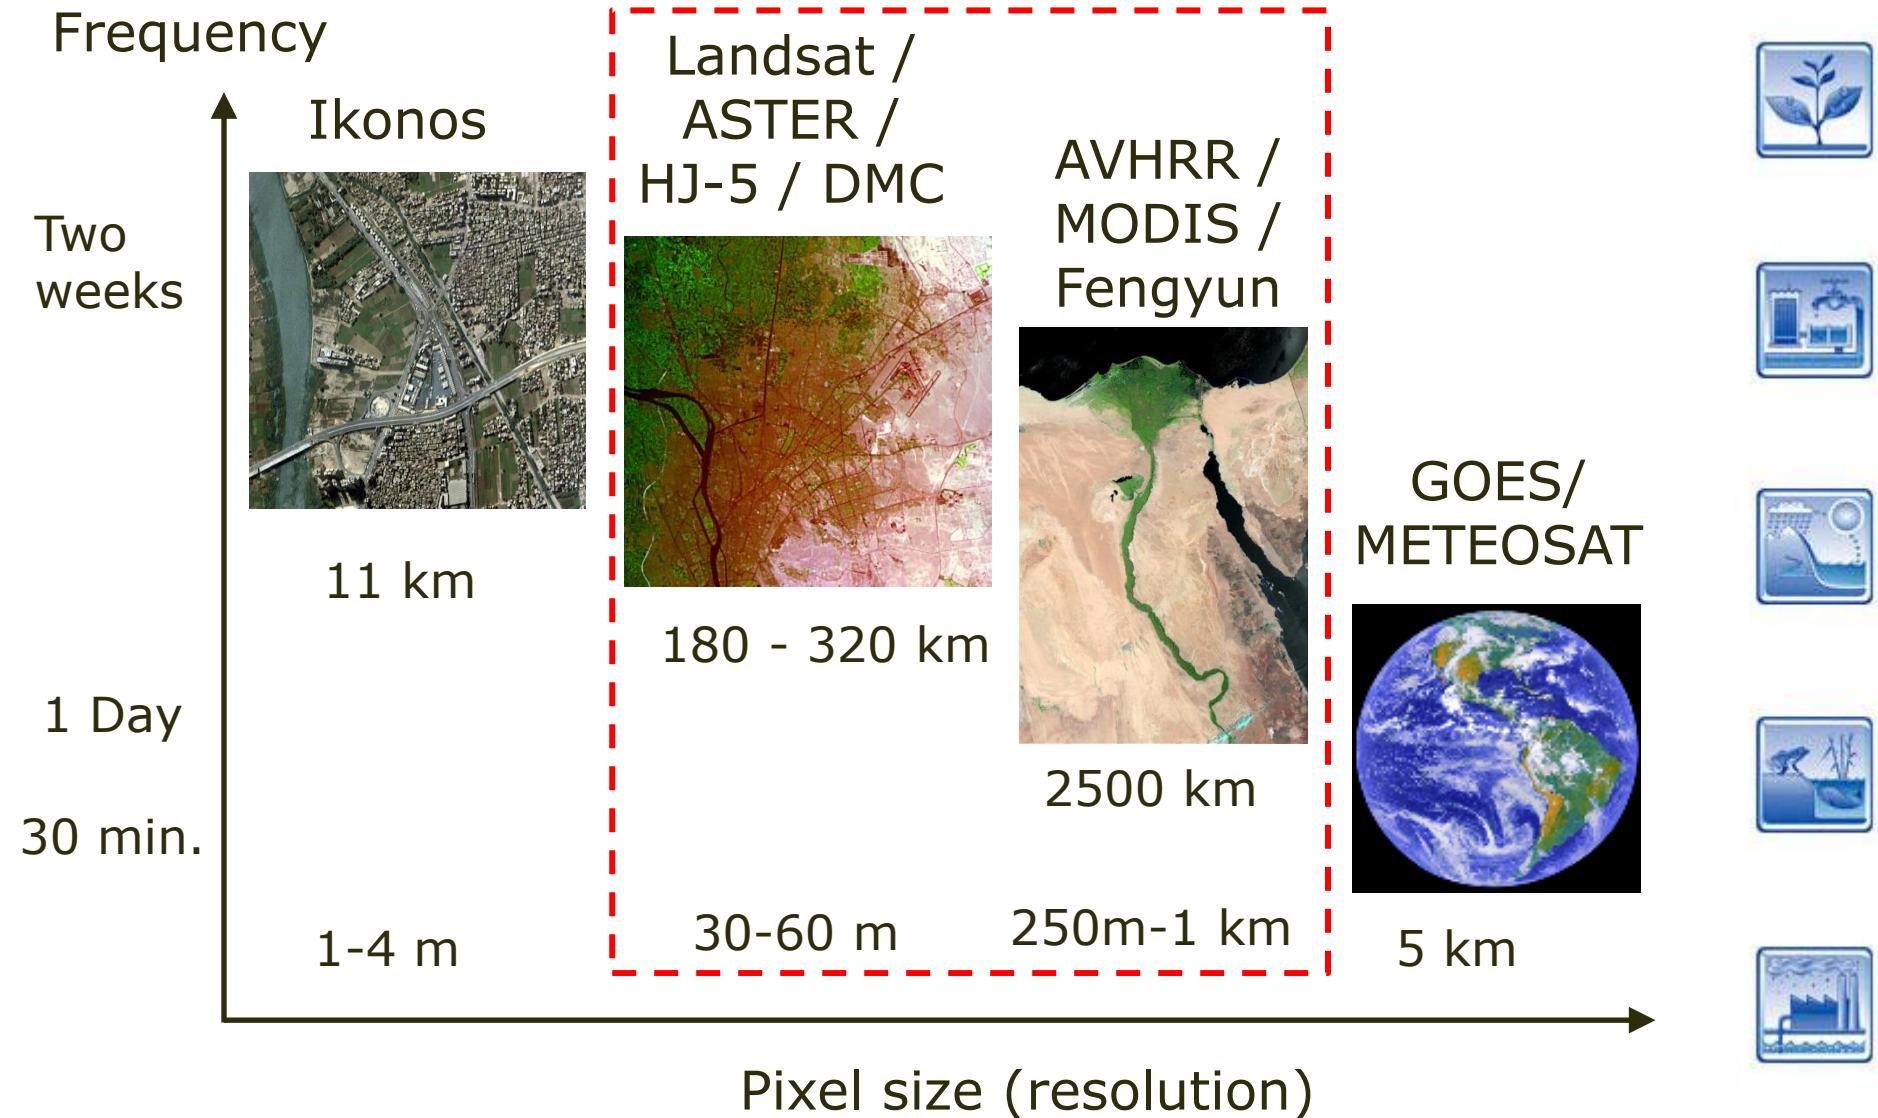 Frequency
Ikonos
Landsat /
ASTER /
HJ-5 / DMC
AVHRR /
MODIS /
Fengyun
GOES/
METEOSAT
Two
weeks
1 Day
30 min.
11 km
180 - 320 km
2500 km
1-4 m
30-60 m
250m-1 km
5 km
Pixel size (resolution)